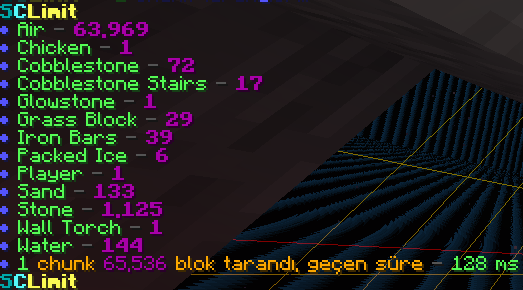 SCLimit
• Air – 63,969
• Chicken – 1
• Cobblestone – 72
• Cobblestone Stairs – 17
• Glowstone – 1
• Grass Block – 29
• Iron Bars – 39
• Packed Ice – 6
• Player – 1
• Sand – 133
• Stone – 1,125
• Wall Torch – 1
• Water – 144
• 1 chunk 65,536 blok tarandı, geçen süre – 128 ms
SCLimit